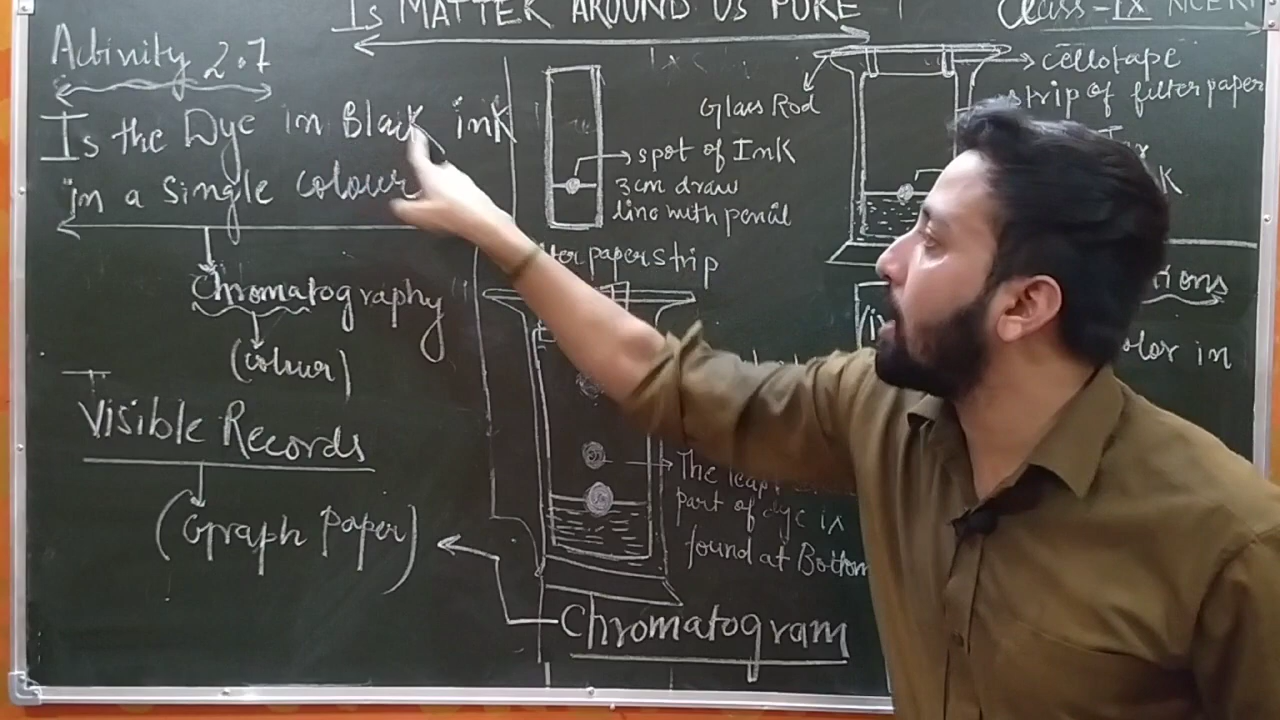 Is MATTER AROUND US PURE
Class-IX NCERT
Activity 2.7
Is the Dye in Black ink
in a single colour
Chromatography
(colour)
Visible Records
(Graph Paper)
spot of Ink
3cm draw
line with pencil
paper strip
Glass Rod
cellotape
strip of filter paper
color in
The
part of dye is
found at Bottom
Chromatogram